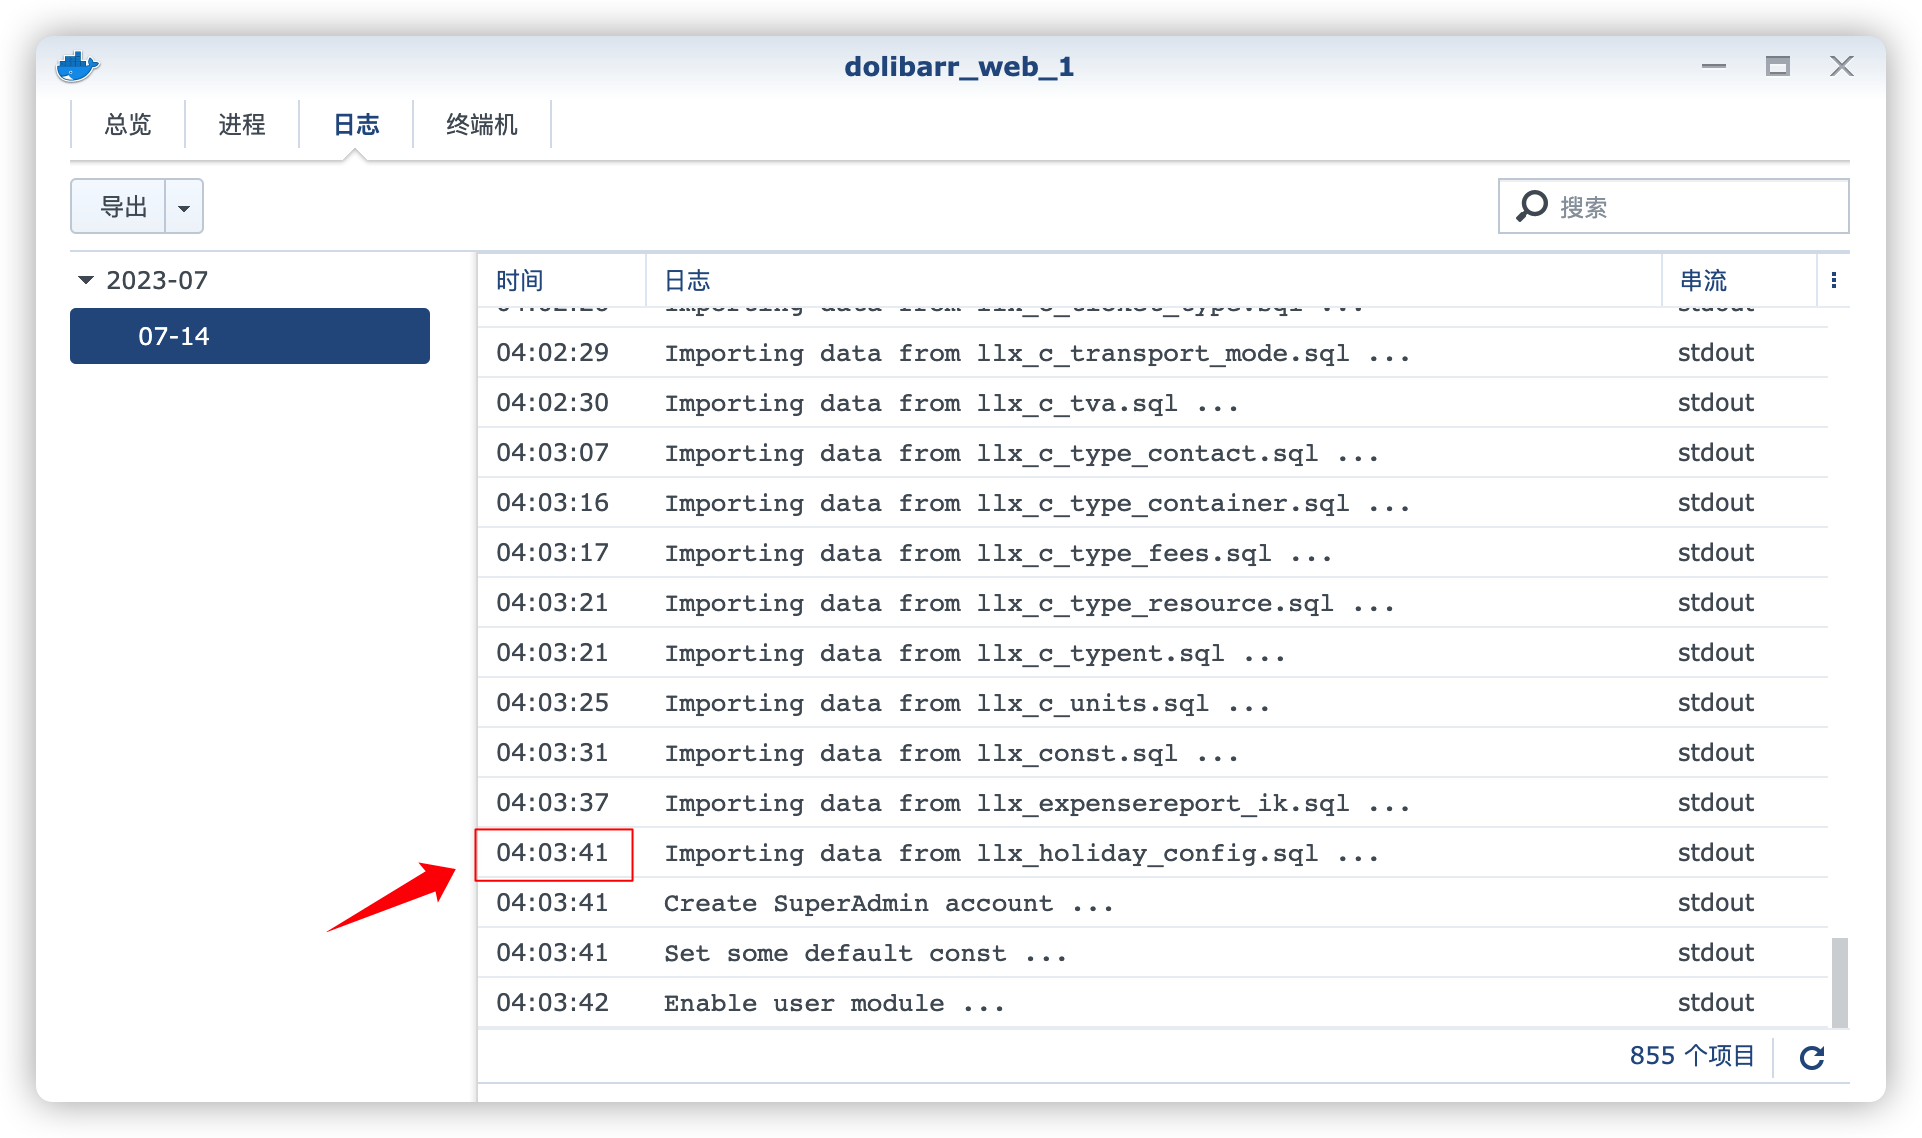 dolibarr_web_1
总览 进程 日志 终端机
导出 搜索
2023-07
07-14
时间 日志 串流
04:02:29 Importing data from llx_c_transport_mode.sql ... stdout
04:02:30 Importing data from llx_c_tva.sql ... stdout
04:03:07 Importing data from llx_c_type_contact.sql ... stdout
04:03:16 Importing data from llx_c_type_container.sql ... stdout
04:03:17 Importing data from llx_c_type_fees.sql ... stdout
04:03:21 Importing data from llx_c_type_resource.sql ... stdout
04:03:21 Importing data from llx_c_typent.sql ... stdout
04:03:25 Importing data from llx_c_units.sql ... stdout
04:03:31 Importing data from llx_const.sql ... stdout
04:03:37 Importing data from llx_expensereport_ik.sql ... stdout
04:03:41 Importing data from llx_holiday_config.sql ... stdout
04:03:41 Create SuperAdmin account ... stdout
04:03:41 Set some default const ... stdout
04:03:42 Enable user module ... stdout
855 个项目